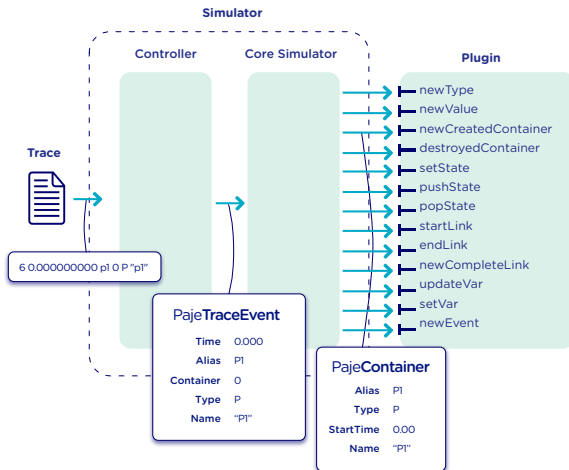 Simulator
Controller
Core Simulator
Plugin
newType
newValue
newCreatedContainer
destroyedContainer
setState
pushState
popState
startLink
endLink
newCompleteLink
updateVar
setVar
newEvent
Trace
6 0.000000000 p1 0 P "p1"
PajeTraceEvent
Time 0.000
Alias P1
Container 0
Type P
Name “P1”
PajeContainer
Alias P1
Type P
StartTime 0.00
Name “P1”